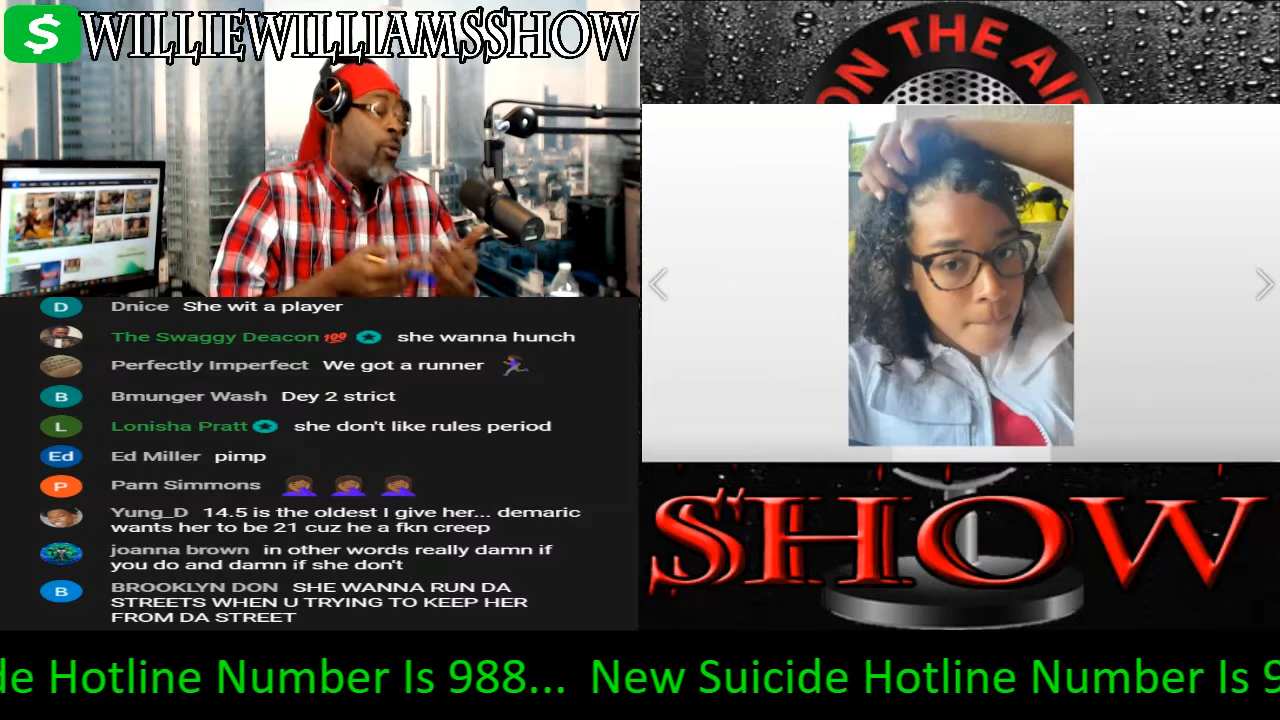 $ WILLIEWILLIAMSSHOW
ON THE AIR
D Dnice She wit a player
The Swaggy Deacon 💯 she wanna hunch
Perfectly Imperfect We got a runner 🏃🏾‍♀️
B Bmunger Wash Dey 2 strict
L Lonisha Pratt she don't like rules period
Ed Ed Miller pimp
P Pam Simmons 🤦🏾‍♀️ 🤦🏾‍♀️ 🤦🏾‍♀️
Yung_D 14.5 is the oldest I give her... demaric
wants her to be 21 cuz he a fkn creep
joanna brown in other words really damn if
you do and damn if she don't
B BROOKLYN DON SHE WANNA RUN DA
STREETS WHEN U TRYING TO KEEP HER
FROM DA STREET
SHOW
de Hotline Number Is 988... New Suicide Hotline Number Is 9